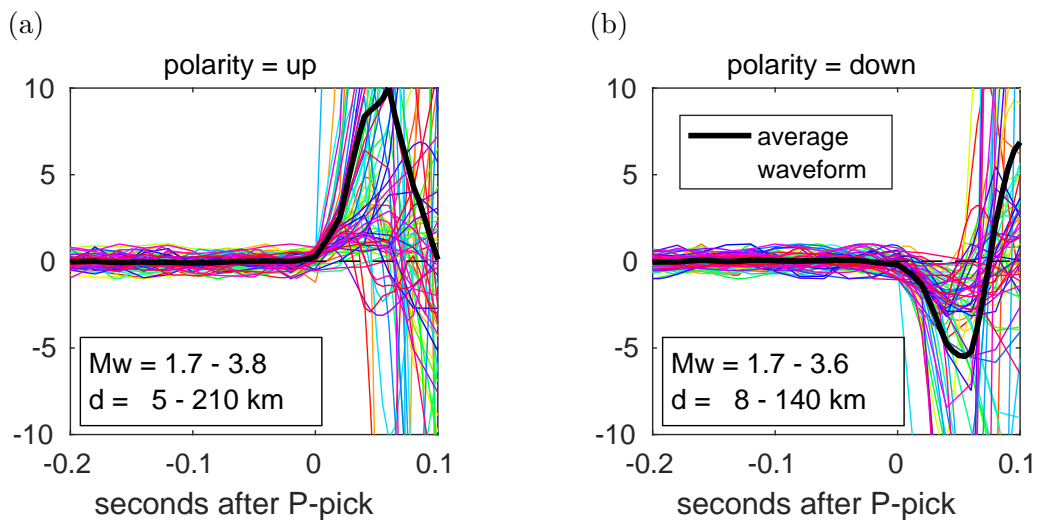 (a)
polarity = up
10
5
0
-5
-10
Mw = 1.7 - 3.8
d = 5 - 210 km
-0.2
-0.1
0
0.1
seconds after P-pick
(b)
polarity = down
10
5
0
-5
-10
average
waveform
Mw = 1.7 - 3.6
d = 8 - 140 km
-0.2
-0.1
0
0.1
seconds after P-pick